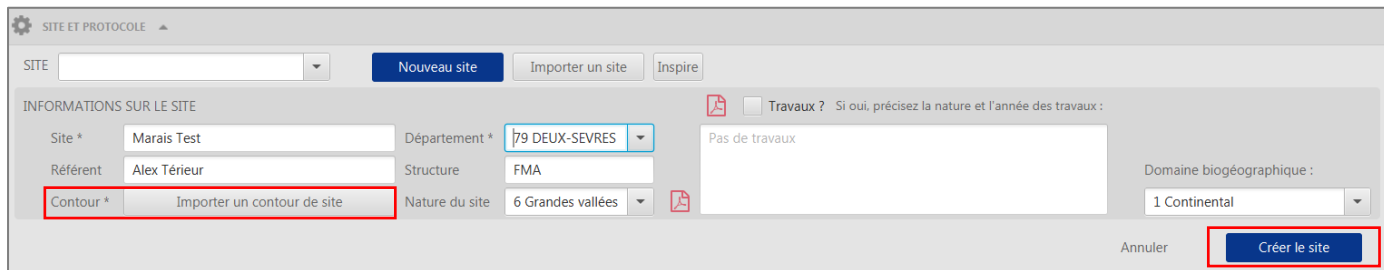 SITE ET PROTOCOLE
SITE Nouveau site Importer un site Inspire
INFORMATIONS SUR LE SITE Travaux ? Si oui, précisez la nature et l'année des travaux :
Site * Marais Test Département * 79 DEUX-SEVRES Pas de travaux
Référent Alex Térieur Structure FMA Domaine biogéographique :
Contour * Importer un contour de site Nature du site 6 Grandes vallées 1 Continental
Annuler Créer le site